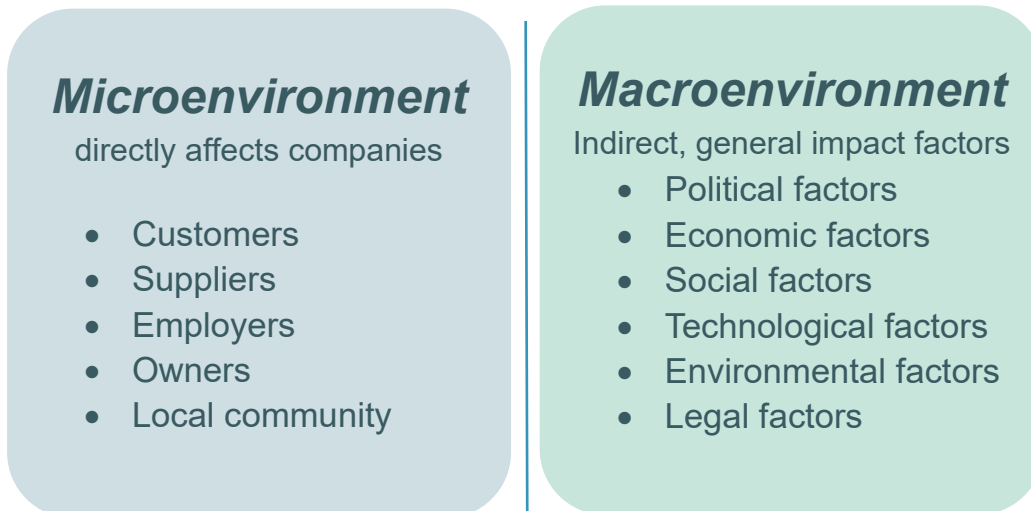 Microenvironment
directly affects companies
• Customers
• Suppliers
• Employers
• Owners
• Local community
Macroenvironment
Indirect, general impact factors
• Political factors
• Economic factors
• Social factors
• Technological factors
• Environmental factors
• Legal factors